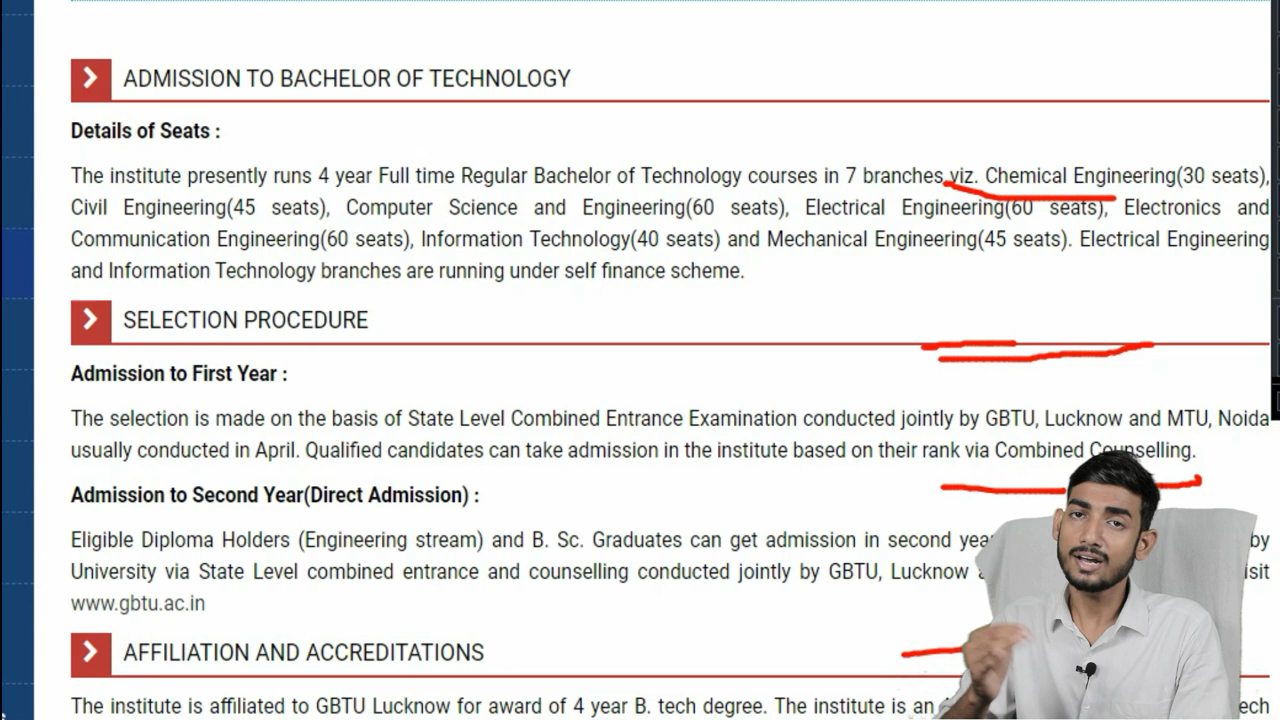 ADMISSION TO BACHELOR OF TECHNOLOGY
Details of Seats :
The institute presently runs 4 year Full time Regular Bachelor of Technology courses in 7 branches viz. Chemical Engineering(30 seats),
Civil Engineering(45 seats), Computer Science and Engineering(60 seats), Electrical Engineering(60 seats), Electronics and
Communication Engineering(60 seats), Information Technology(40 seats) and Mechanical Engineering(45 seats). Electrical Engineering
and Information Technology branches are running under self finance scheme.
SELECTION PROCEDURE
Admission to First Year :
The selection is made on the basis of State Level Combined Entrance Examination conducted jointly by GBTU, Lucknow and MTU, Noida
usually conducted in April. Qualified candidates can take admission in the institute based on their rank via Combined Counselling.
Admission to Second Year(Direct Admission) :
Eligible Diploma Holders (Engineering stream) and B. Sc. Graduates can get admission in second by
University via State Level combine entrance and counselling conducted jointly by GBTU, Lucknow
www.gbtu.ac.in
AFFILIATION AND ACCREDITATIONS
The institute is affiliated to GBTU Lucknow for award of 4 year B. tech degree. The institute is an